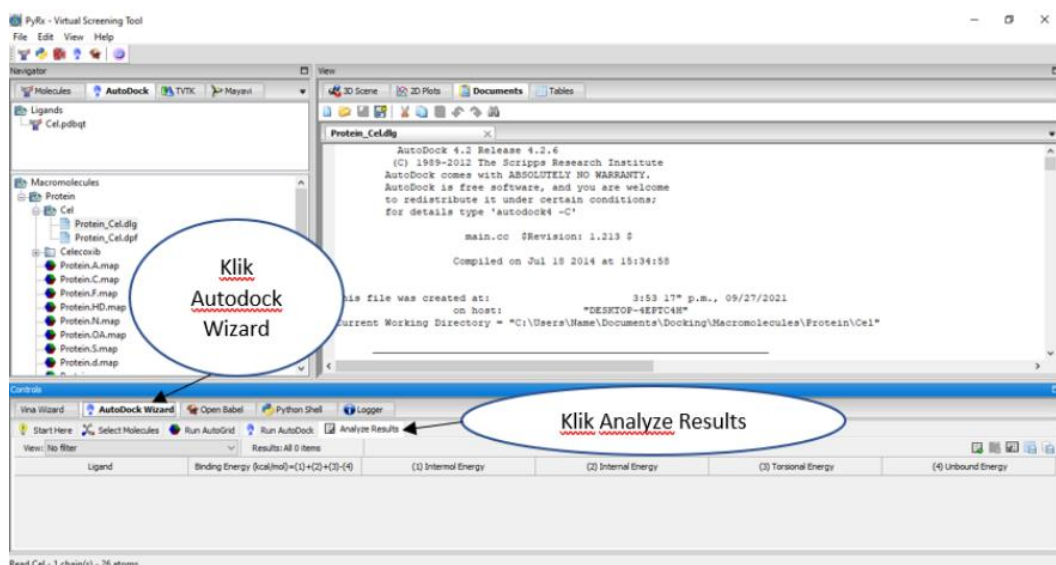 PyRx - Virtual Screening Tool
File Edit View Help
Navigator
View
Molecules AutoDock TVTK Mayavi
3D Scene 2D Plots Documents Tables
Ligands
Cel.pdbqt
Protein_Cel.dlg
AutoDock 4.2 Release 4.2.6
(C) 1989-2012 The Scripps Research Institute
AutoDock comes with ABSOLUTELY NO WARRANTY.
AutoDock is free software, and you are welcome
to redistribute it under certain conditions;
for details type 'autodock4 -C'
main.cc $Revision: 1.213 $
Compiled on Jul 18 2014 at 15:34:58
his file was created at: 3:53 17" p.m., 09/27/2021
on host: "DESKTOP-4EPTC4H"
Current Working Directory = "C:\Users\Name\Documents\Docking\Macromolecules\Protein\Cel"
Macromolecules
Protein
Cel
Protein_Cel.dlg
Protein_Cel.dpf
Celecoxib
Protein.A.map
Protein.C.map
Protein.F.map
Protein.HD.map
Protein.N.map
Protein.OA.map
Protein.S.map
Protein.d.map
Klik
Autodock
Wizard
Controls
Vina Wizard AutoDock Wizard Open Babel Python Shell Logger
Start Here Select Molecules Run AutoGrid Run AutoDock Analyze Results
Klik Analyze Results
View: No filter Results: All 0 items
Ligand Binding Energy (kcal/mol)=(1)+(2)+(3)-(4) (1) Intermol Energy (2) Internal Energy (3) Torsional Energy (4) Unbound Energy
Read Cel - 1 chain(s) - 26 atoms